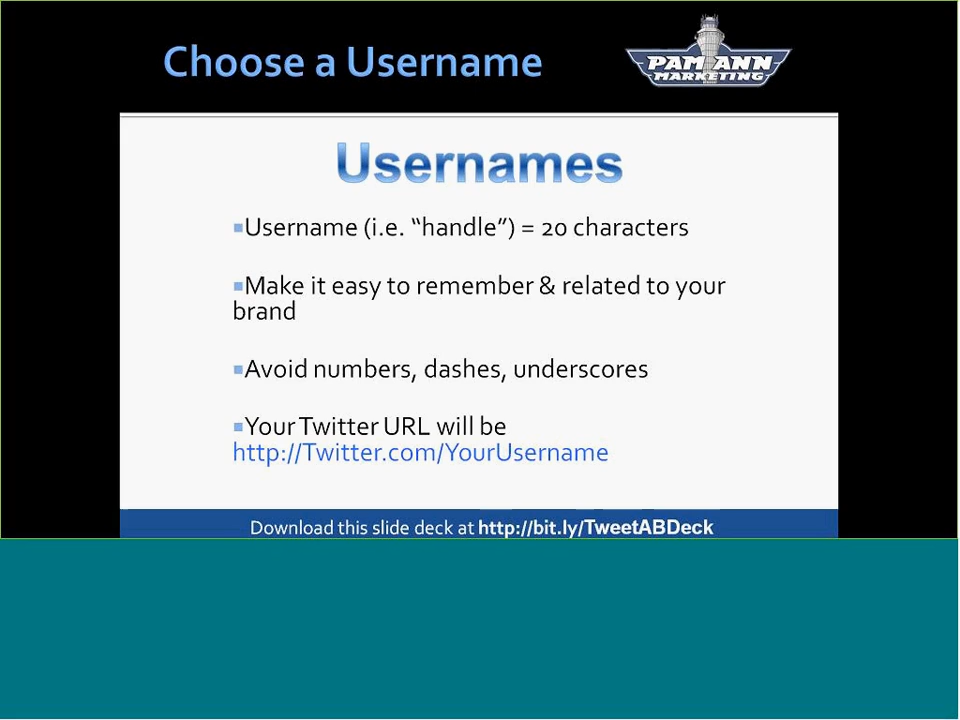 Choose a Username
PAM ANN
MARKETING
Usernames
Username (i.e. “handle”) = 20 characters
Make it easy to remember & related to your
brand
Avoid numbers, dashes, underscores
Your Twitter URL will be
http://Twitter.com/YourUsername
Download this slide deck at http://bit.ly/TweetABDeck